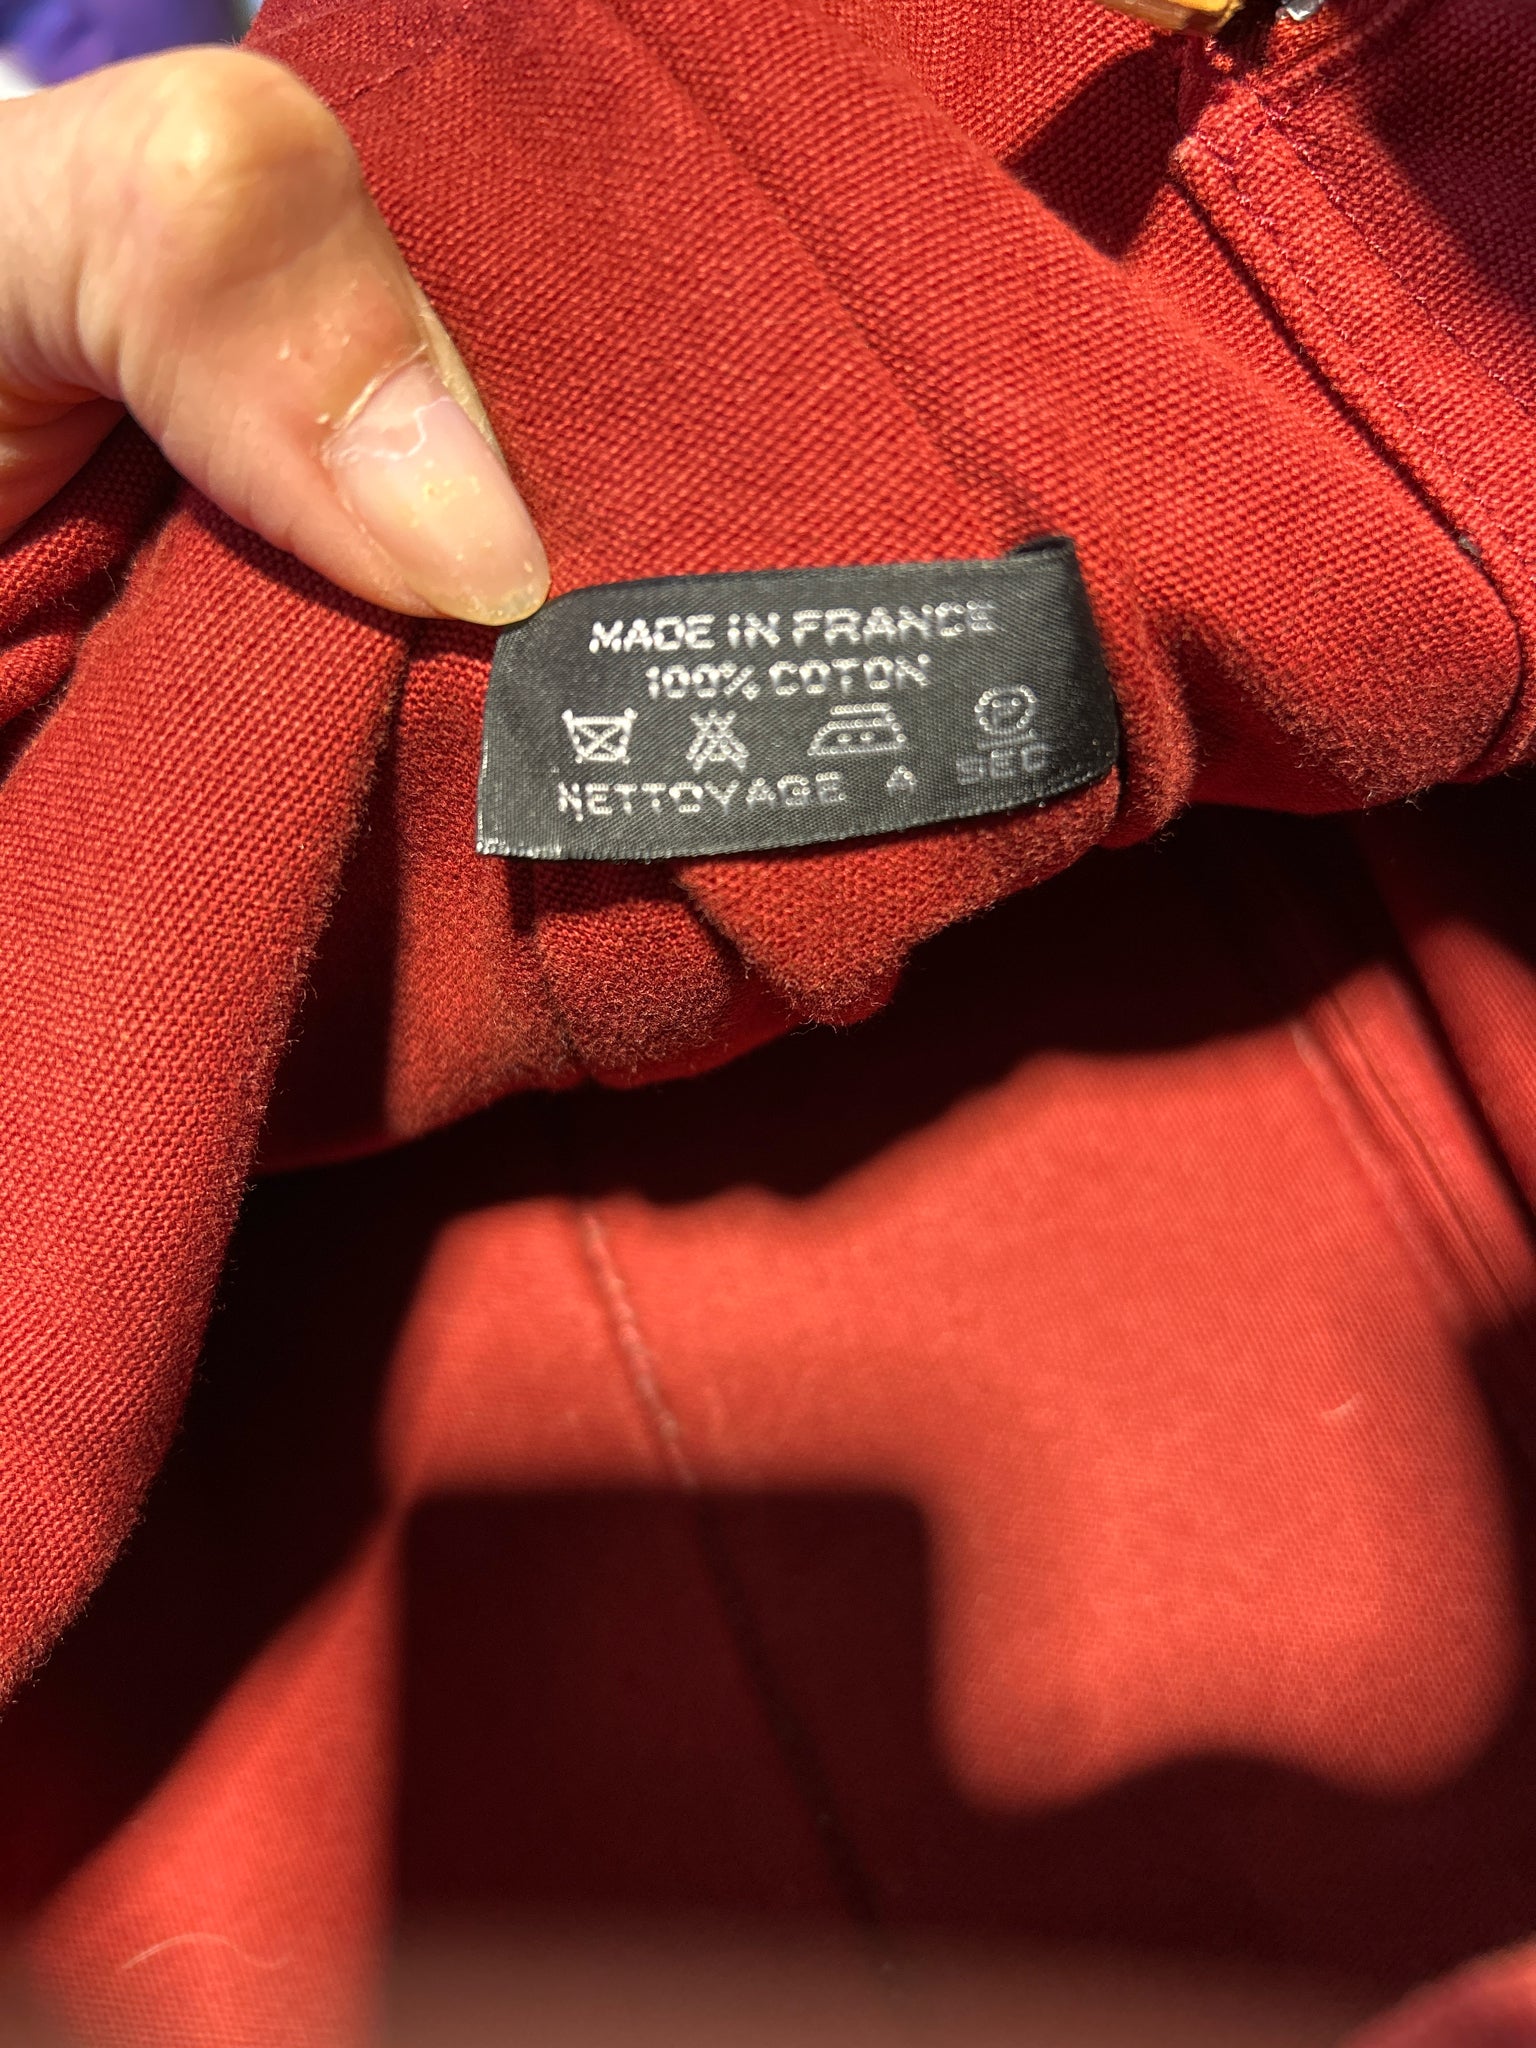 MADE IN FRANCE
100% COTON
P
NETTOYAGE A SEC